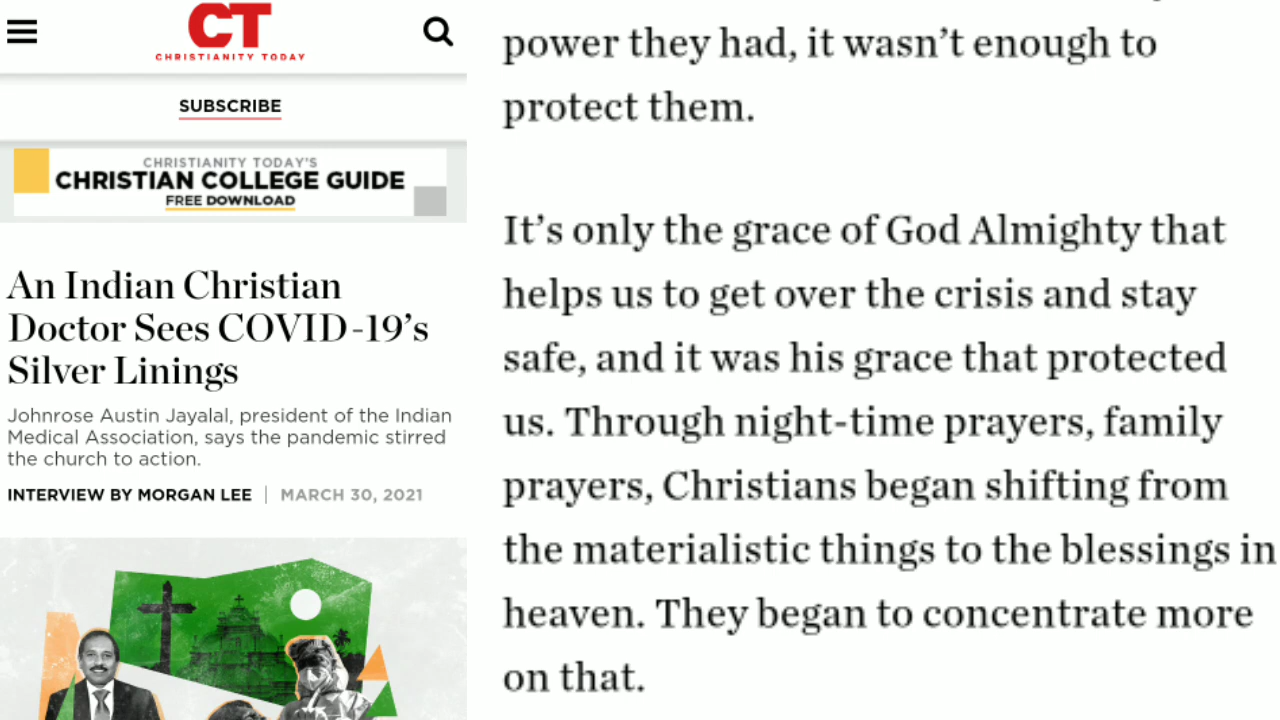 CT
CHRISTIANITY TODAY
SUBSCRIBE
CHRISTIANITY TODAY'S
CHRISTIAN COLLEGE GUIDE
FREE DOWNLOAD
An Indian Christian
Doctor Sees COVID-19’s
Silver Linings
Johnrose Austin Jayalal, president of the Indian
Medical Association, says the pandemic stirred
the church to action.
INTERVIEW BY MORGAN LEE | MARCH 30, 2021
power they had, it wasn’t enough to
protect them.
It’s only the grace of God Almighty that
helps us to get over the crisis and stay
safe, and it was his grace that protected
us. Through night-time prayers, family
prayers, Christians began shifting from
the materialistic things to the blessings in
heaven. They began to concentrate more
on that.